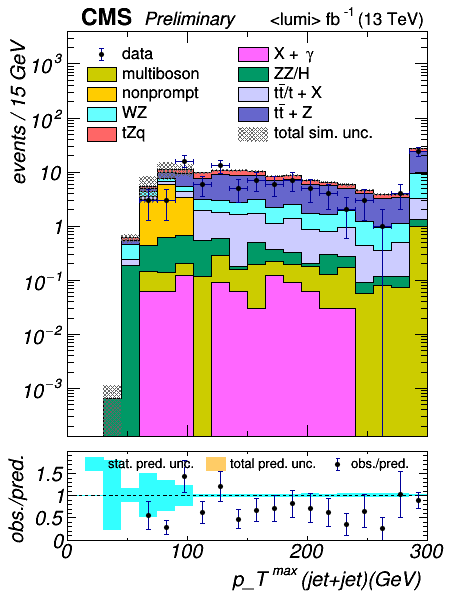 CMS Preliminary <lumi> fb⁻¹ (13 TeV)
events / 15 GeV
10³
10²
10
1
10⁻¹
10⁻²
10⁻³
data
multiboson
nonprompt
WZ
tZq
X + γ
ZZ/H
tt̄/t + X
tt̄ + Z
total sim. unc.
obs./pred.
1.5
1
0.5
0
stat. pred. unc. total pred. unc. obs./pred.
0 100 200 300
p_T^max (jet+jet)(GeV)